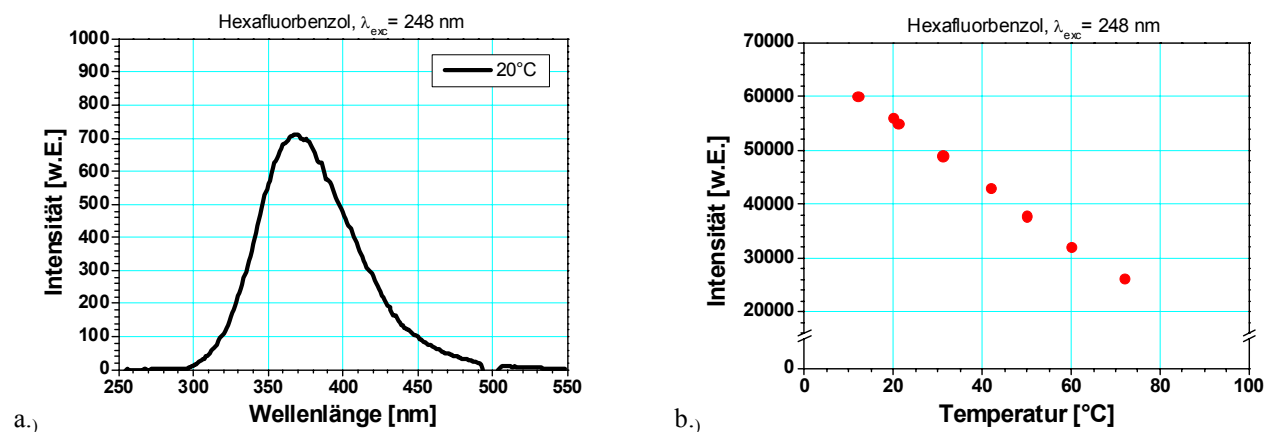 Hexafluorbenzol, λexc= 248 nm
1000
900
800
700
600
500
400
300
200
100
0
250 300 350 400 450 500 550
Intensität [w.E.]
Wellenlänge [nm]
20°C
a.)
Hexafluorbenzol, λexc= 248 nm
70000
60000
50000
40000
30000
20000
0
0 20 40 60 80 100
Intensität [w.E.]
Temperatur [°C]
b.)